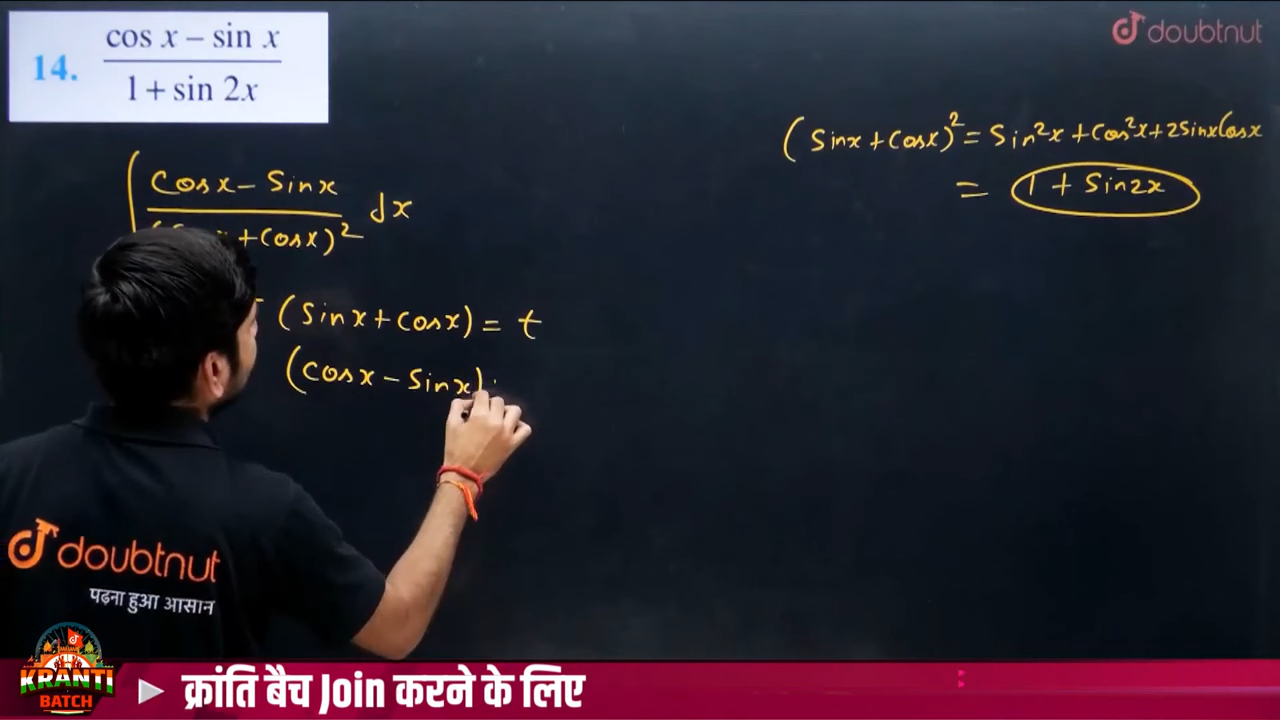 14. cos x – sin x
1 + sin 2x
doubtnut
(Sinx + Cosx)² = Sin²x + Cos²x + 2SinxCosx
= 1 + Sin2x
Cosx – Sinx
dx
+ Cosx)²
(Sinx + Cosx) = t
(Cosx – Sinx)
doubtnut
पढ़ना हुआ आसान
KRANTI
BATCH
क्रांति बैच Join करने के लिए